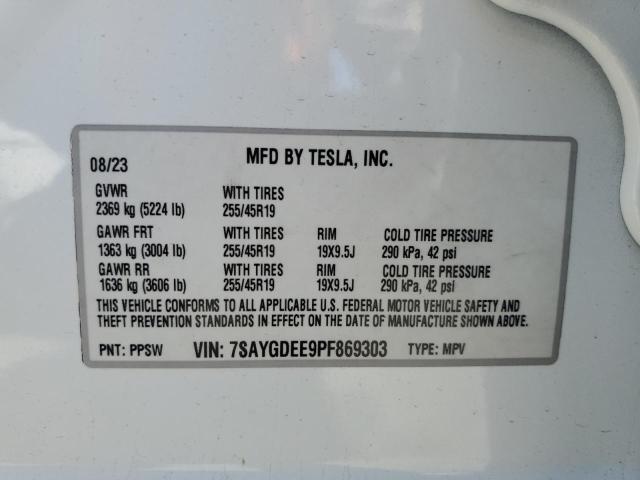 08/23 MFD BY TESLA, INC.
GVWR WITH TIRES
2369 kg (5224 lb) 255/45R19
GAWR FRT WITH TIRES RIM COLD TIRE PRESSURE
1363 kg (3004 lb) 255/45R19 19X9.5J 290 kPa, 42 psi
GAWR RR WITH TIRES RIM COLD TIRE PRESSURE
1636 kg (3606 lb) 255/45R19 19X9.5J 290 kPa, 42 psi
THIS VEHICLE CONFORMS TO ALL APPLICABLE U.S. FEDERAL MOTOR VEHICLE SAFETY AND
THEFT PREVENTION STANDARDS IN EFFECT ON THE DATE OF MANUFACTURE SHOWN ABOVE.
PNT: PPSW VIN: 7SAYGDEE9PF869303 TYPE: MPV